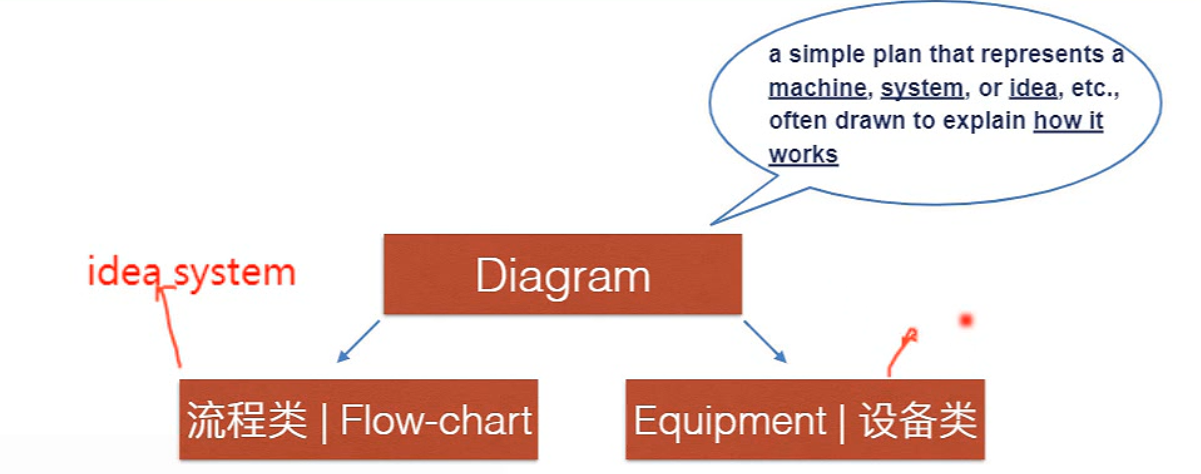 a simple plan that represents a
machine, system, or idea, etc.,
often drawn to explain how it
works
Diagram
idea system
流程类 | Flow-chart
Equipment | 设备类